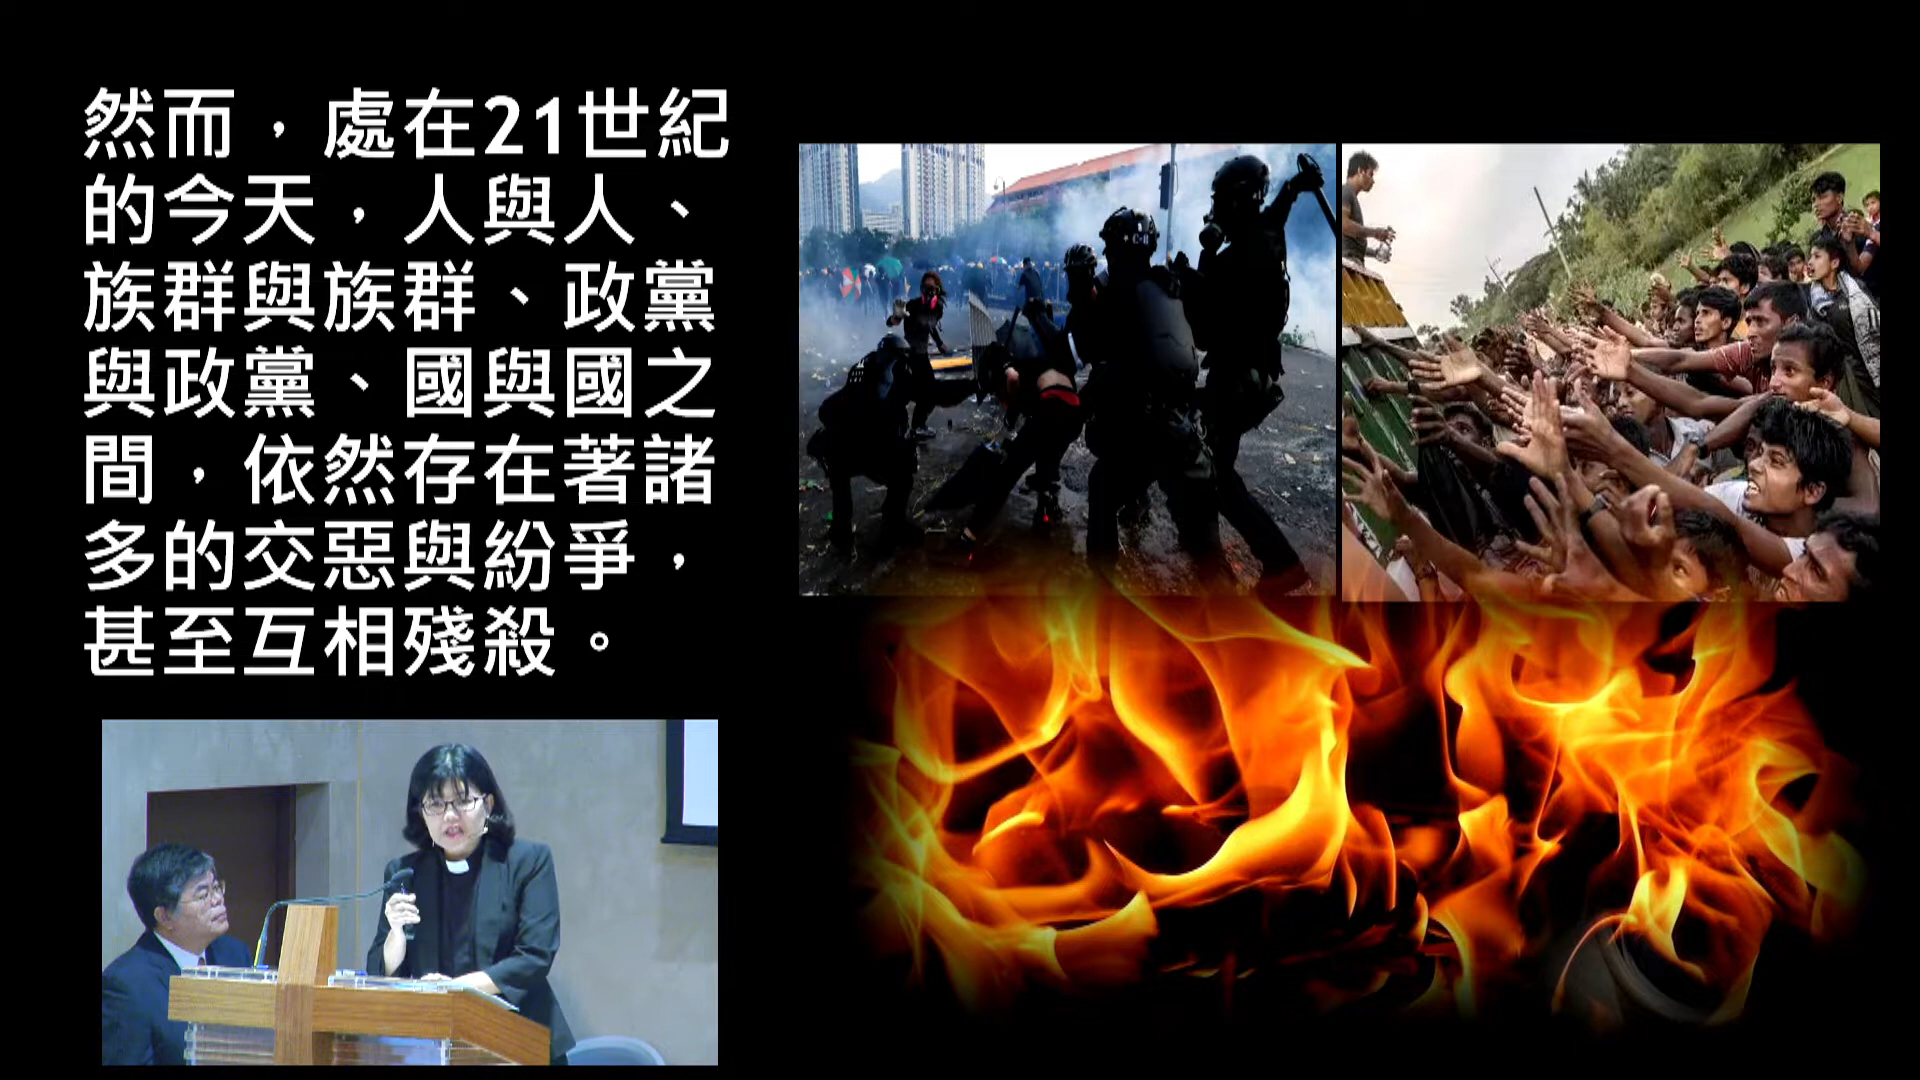 然而，處在21世紀
的今天，人與人、
族群與族群、政黨
與政黨、國與國之
間，依然存在著諸
多的交惡與紛爭，
甚至互相殘殺。